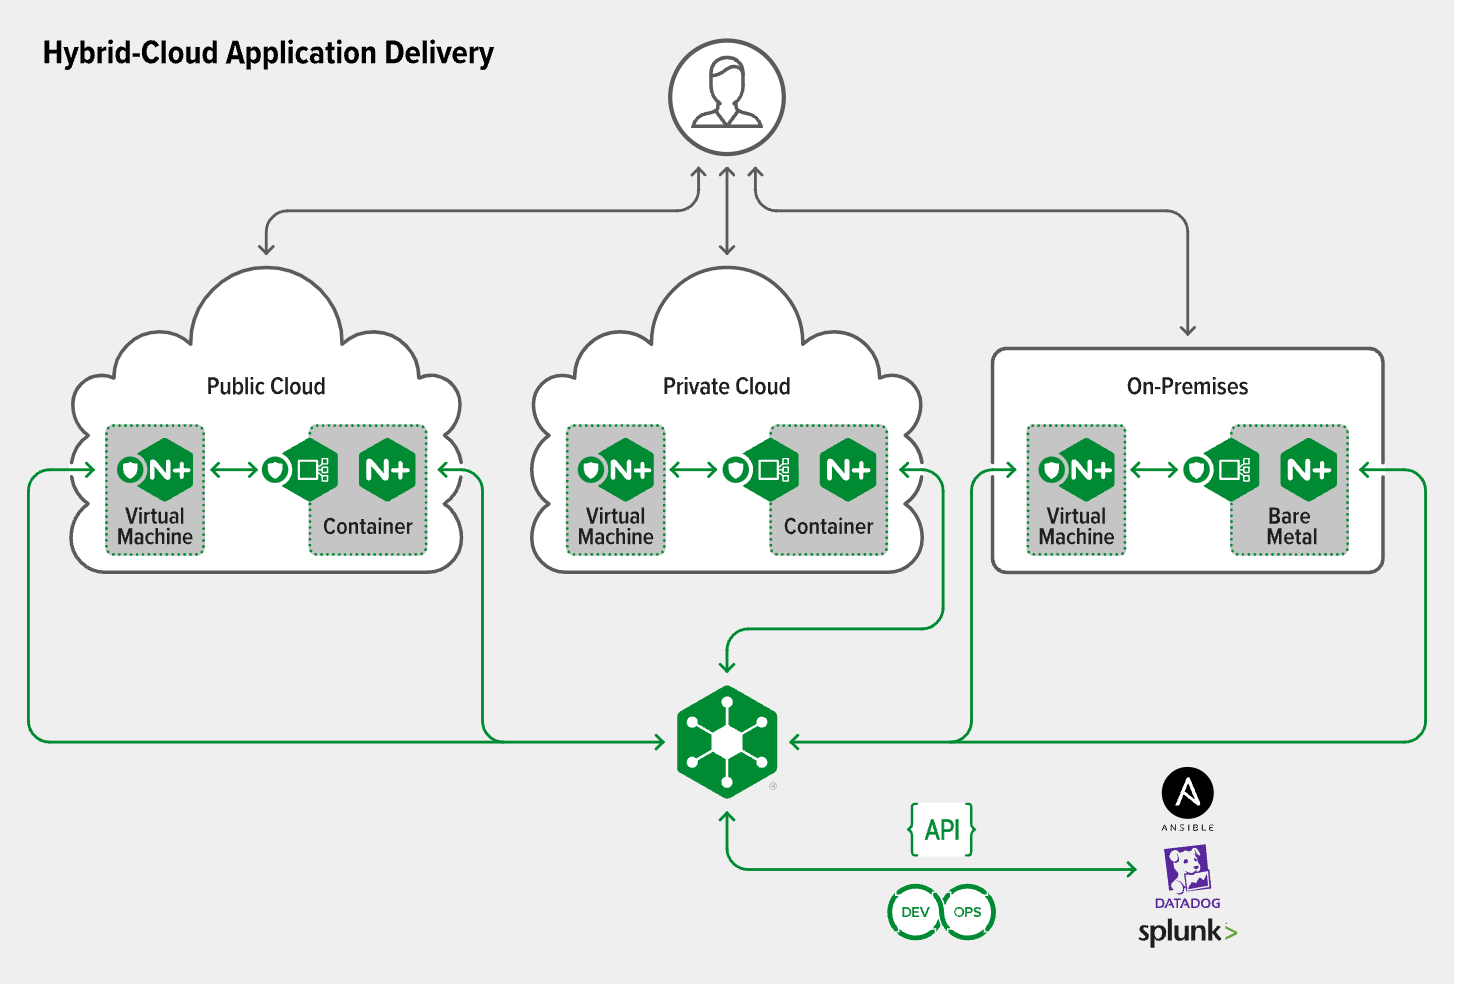 Hybrid-Cloud Application Delivery
Public Cloud
Private Cloud
On-Premises
N+
N+
N+
N+
N+
N+
Virtual
Machine
Container
Virtual
Machine
Container
Virtual
Machine
Bare
Metal
®
{API}
DEV OPS
ANSIBLE
DATADOG
splunk>